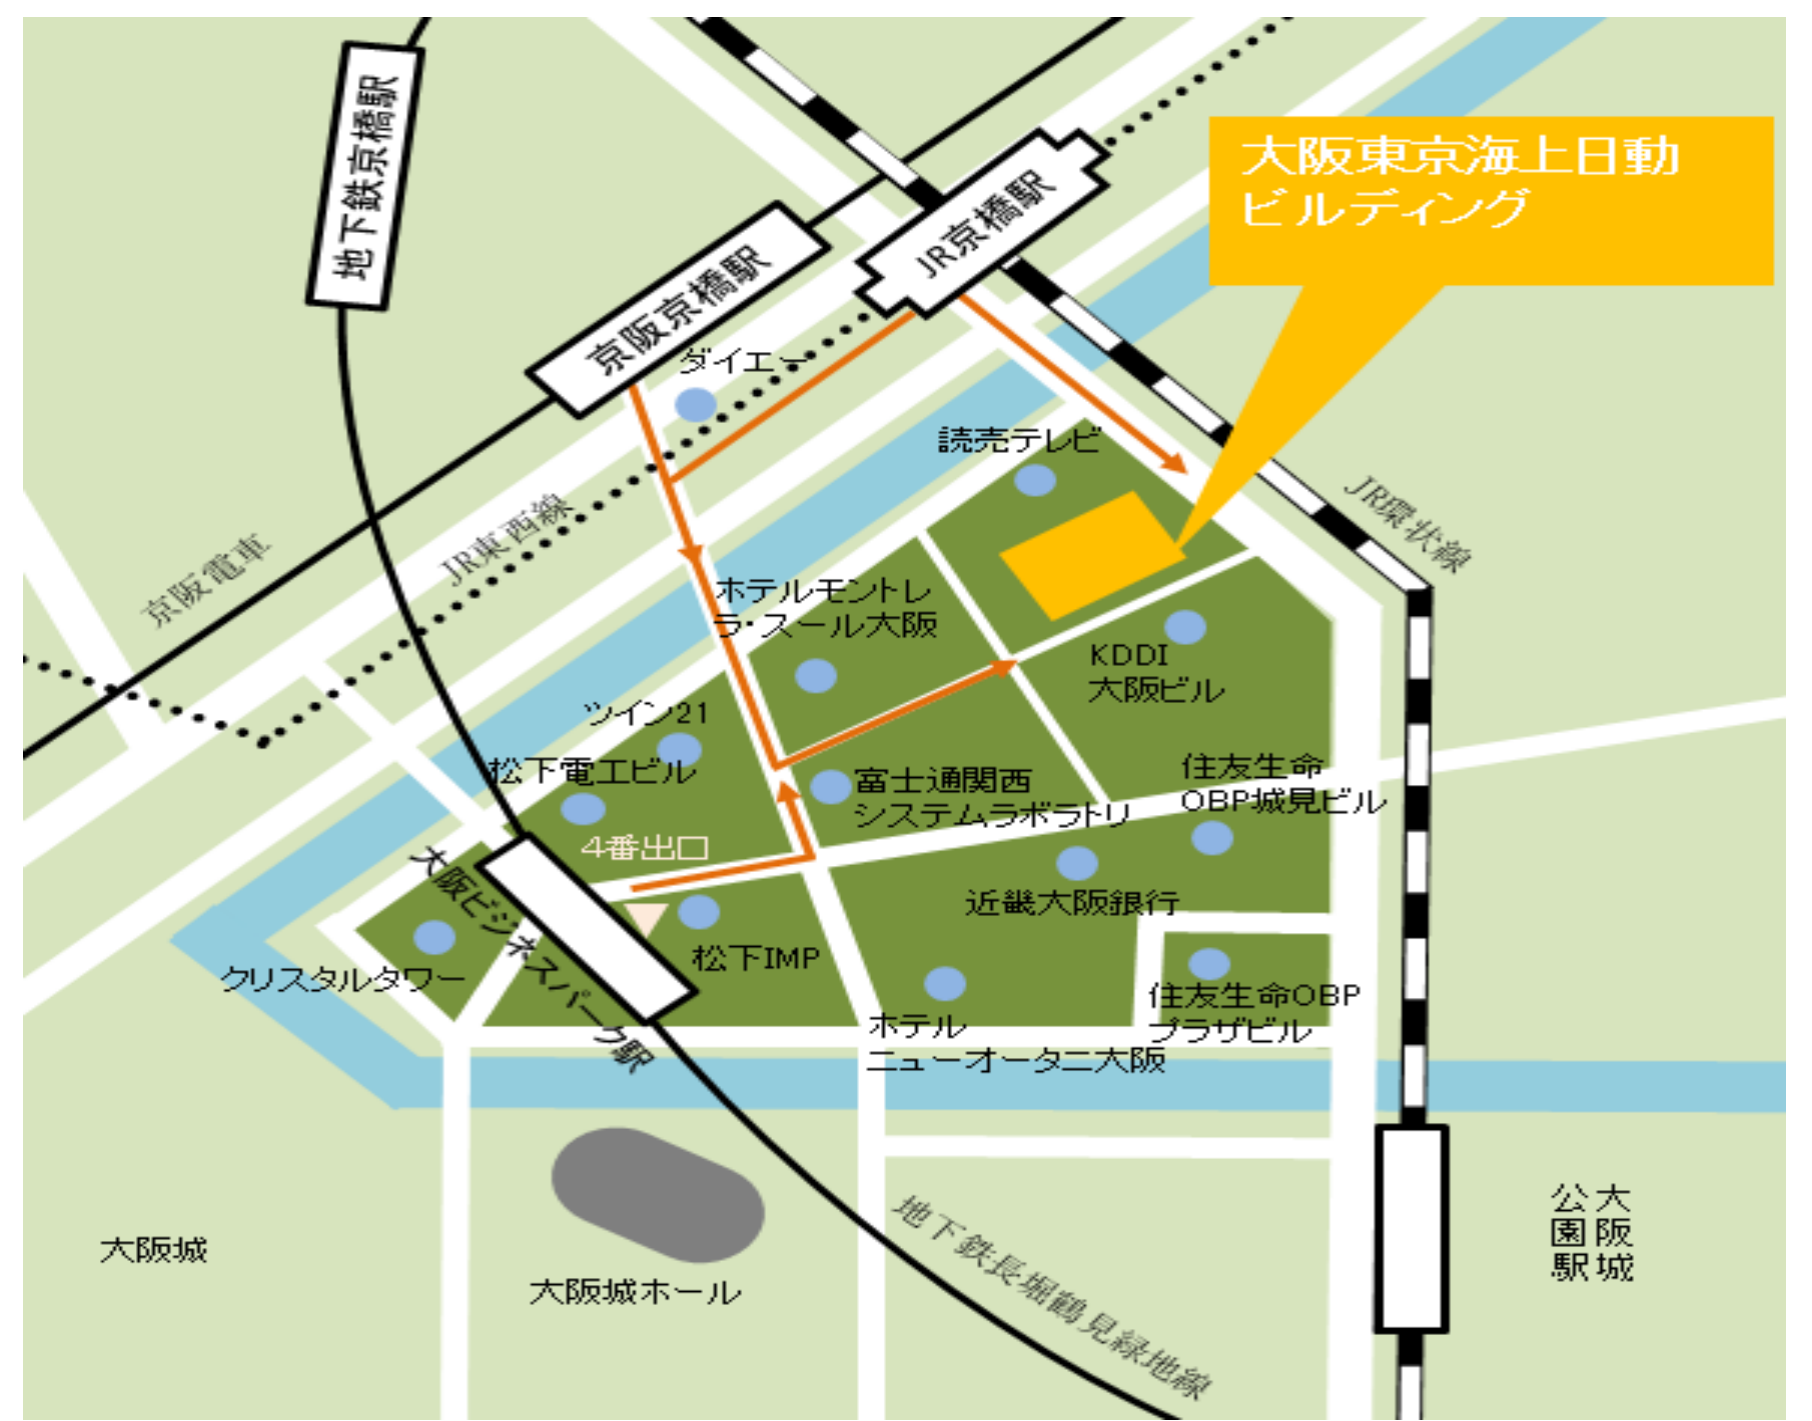 地下鉄京橋駅
大阪東京海上日動
ビルディング
JR京橋駅
京阪京橋駅
ダイエー
読売テレビ
JR環状線
JR東西線
京阪電車
ホテルモントレ
ラ・スール大阪
KDDI
大阪ビル
ツイン21
松下電工ビル
富士通関西
システムラボラトリ
住友生命
OBP城見ビル
4番出口
大阪ビジネスパーク駅
近畿大阪銀行
松下IMP
クリスタルタワー
住友生命OBP
プラザビル
ホテル
ニューオータニ大阪
大阪城
公園駅
地下鉄長堀鶴見緑地線
大阪城
大阪城ホール